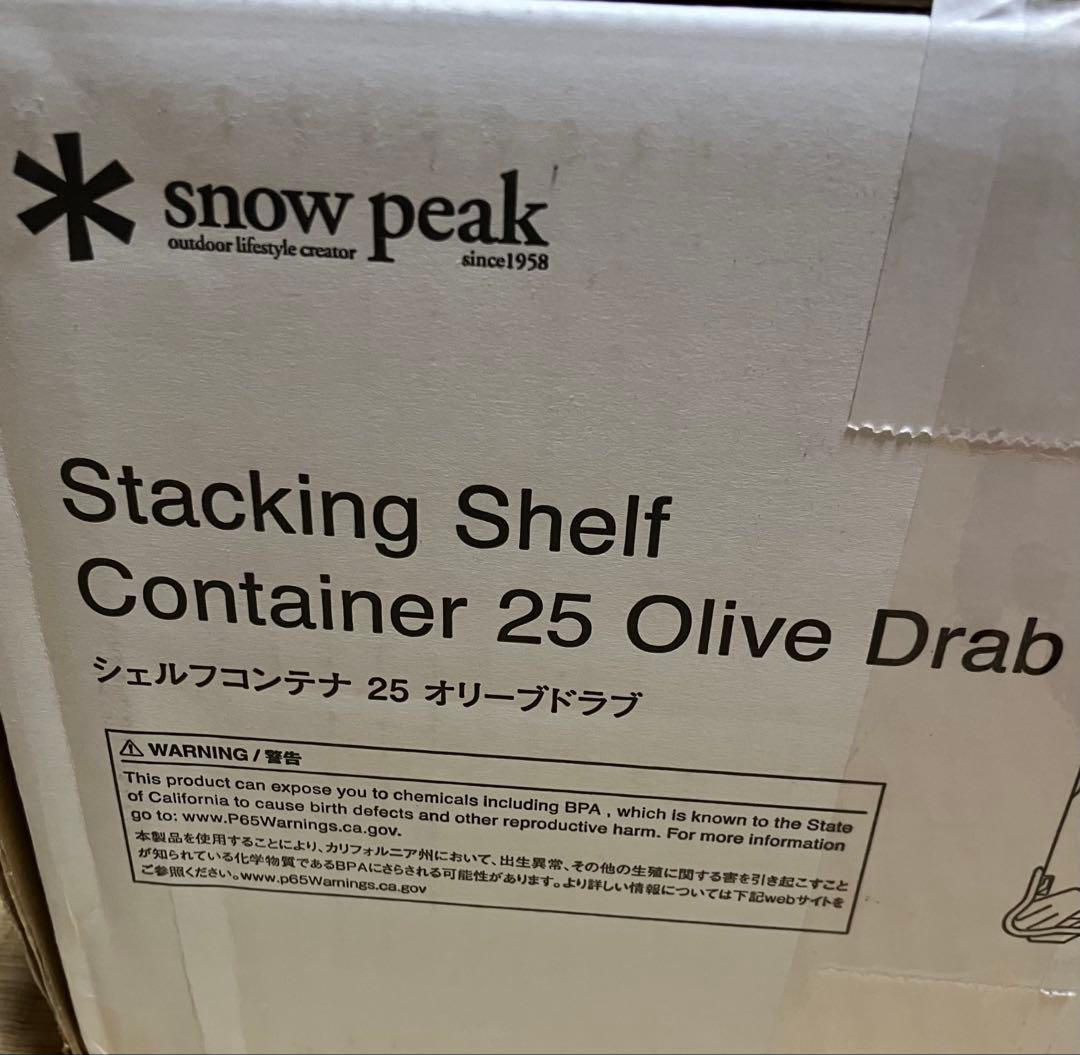 snow peak
outdoor lifestyle creator
since1958
Stacking Shelf
Container 25 Olive Drab
シェルフコンテナ 25 オリーブドラブ
WARNING / 警告
This product can expose you to chemicals including BPA , which is known to the State
of California to cause birth defects and other reproductive harm. For more information
go to: www.P65Warnings.ca.gov.
本製品を使用することにより、カリフォルニア州において、出生異常、その他の生殖に関する害を引き起こすこと
が知られている化学物質であるBPAにさらされる可能性があります。より詳しい情報については下記webサイトを
ご参照ください。www.p65Warnings.ca.gov